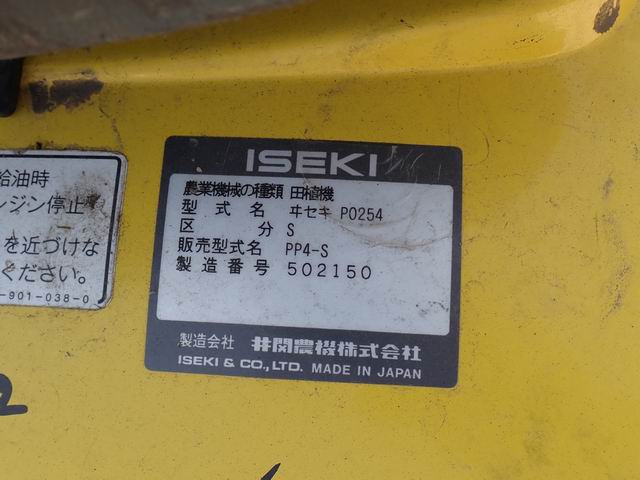 給油時
ンジン停止
を近づけな
ください。
-901-038-0
ISEKI
農業機械の種類 田植機
型式名 ヰセキ P0254
区分 S
販売型式名 PP4-S
製造番号 502150
製造会社 井関農機株式会社
ISEKI & CO., LTD. MADE IN JAPAN